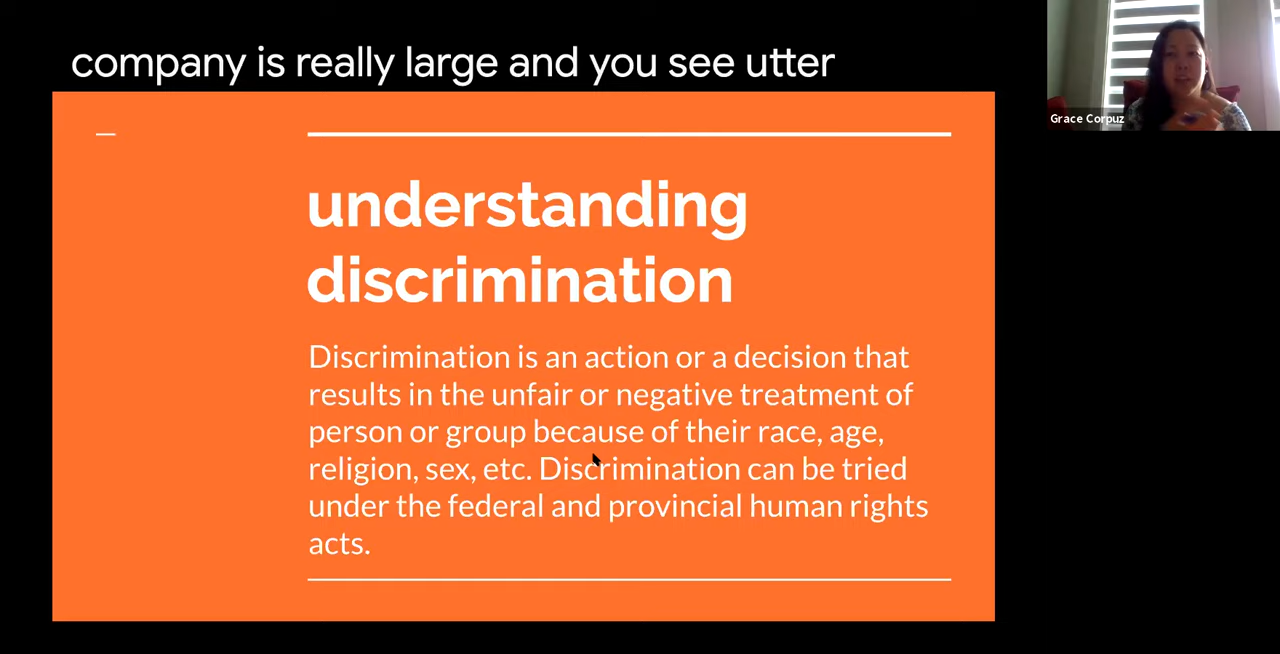 company is really large and you see utter
Grace Corpuz
understanding
discrimination
Discrimination is an action or a decision that
results in the unfair or negative treatment of
person or group because of their race, age,
religion, sex, etc. Discrimination can be tried
under the federal and provincial human rights
acts.